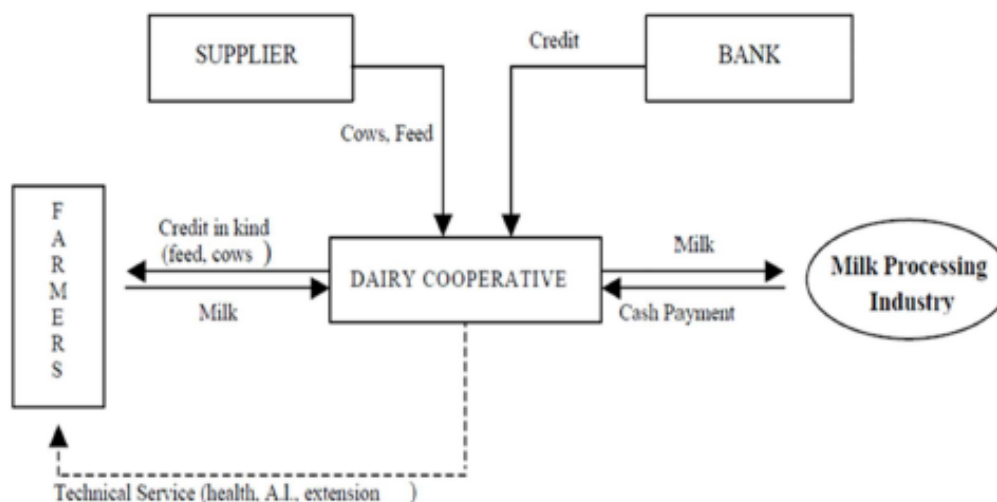 SUPPLIER
Credit
BANK
Cows, Feed
F
A
R
M
E
R
S
Credit in kind
(feed, cows )
Milk
DAIRY COOPERATIVE
Milk
Cash Payment
Milk Processing
Industry
Technical Service (health, A.I., extension )